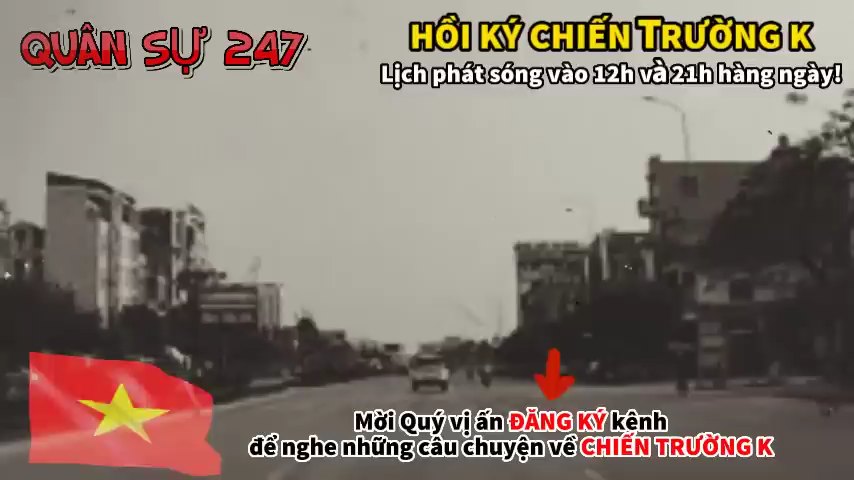 QUÂN SỰ 247
HỒI KÝ CHIẾN TRƯỜNG K
Lịch phát sóng vào 12h và 21h hàng ngày!
Mời Quý vị ấn ĐĂNG KÝ kênh
để nghe những câu chuyện về CHIẾN TRƯỜNG K